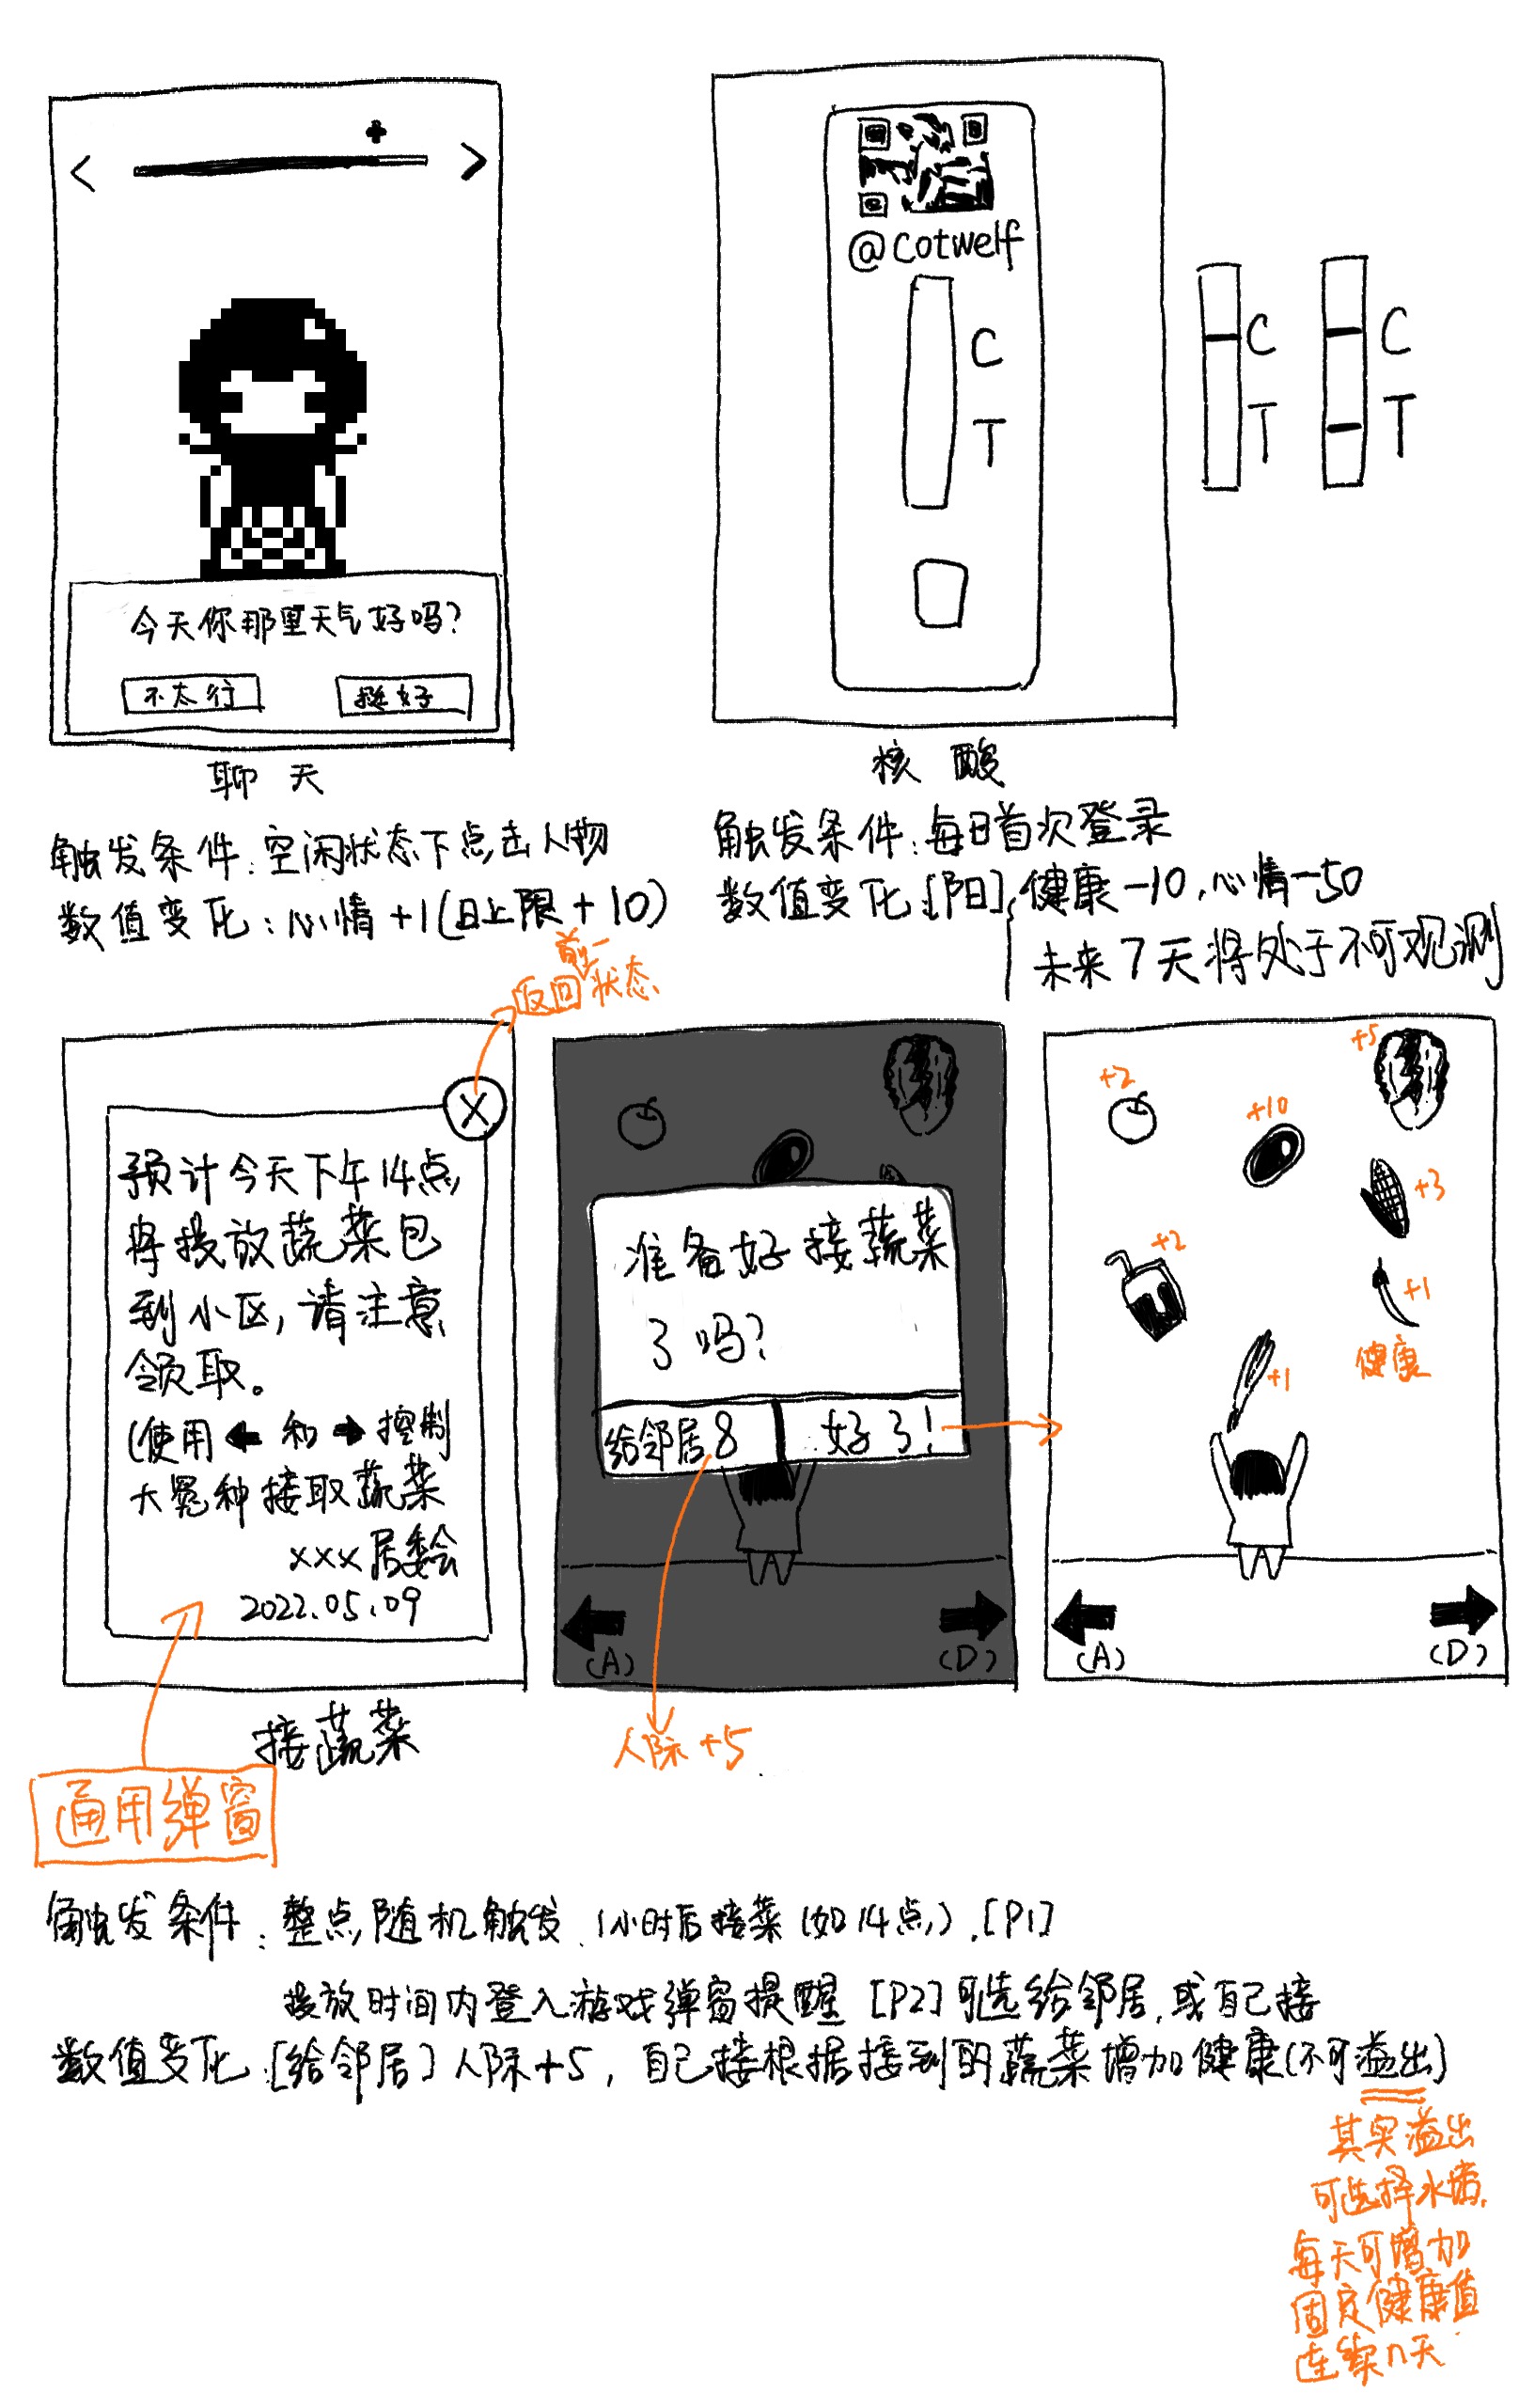 今天你那里天气好吗?
不太行
挺好
聊天
触发条件:空闲状态下点击人物
数值变化:心情+1(日上限+10)
@cotwelf
C
T
C
T
C
T
核酸
触发条件:每日首次登录
数值变化:[阳] 健康-10,心情-50
未来7天将处于不可观测
返回前一状态
X
预计今天下午14点,
将投放蔬菜包
到小区,请注意
领取。
(使用←和→控制
大冤种接取蔬菜
xxx居委会
2022.05.09
接蔬菜
通用弹窗
准备好接蔬菜
了吗?
给邻居8
好了!
(A)
(D)
人际+5
+2
+10
+5
+3
+2
+1
健康
+1
(A)
(D)
触发条件:整点随机触发.1小时后接菜(如14点).[P1]
投放时间内登入游戏弹窗提醒[P2]可选给邻居,或自己接
数值变化:[给邻居]人际+5,自己接根据接到的蔬菜增加健康(不可溢出)
其实溢出
可选择水培,
每天可增加
固定健康值
连续n天